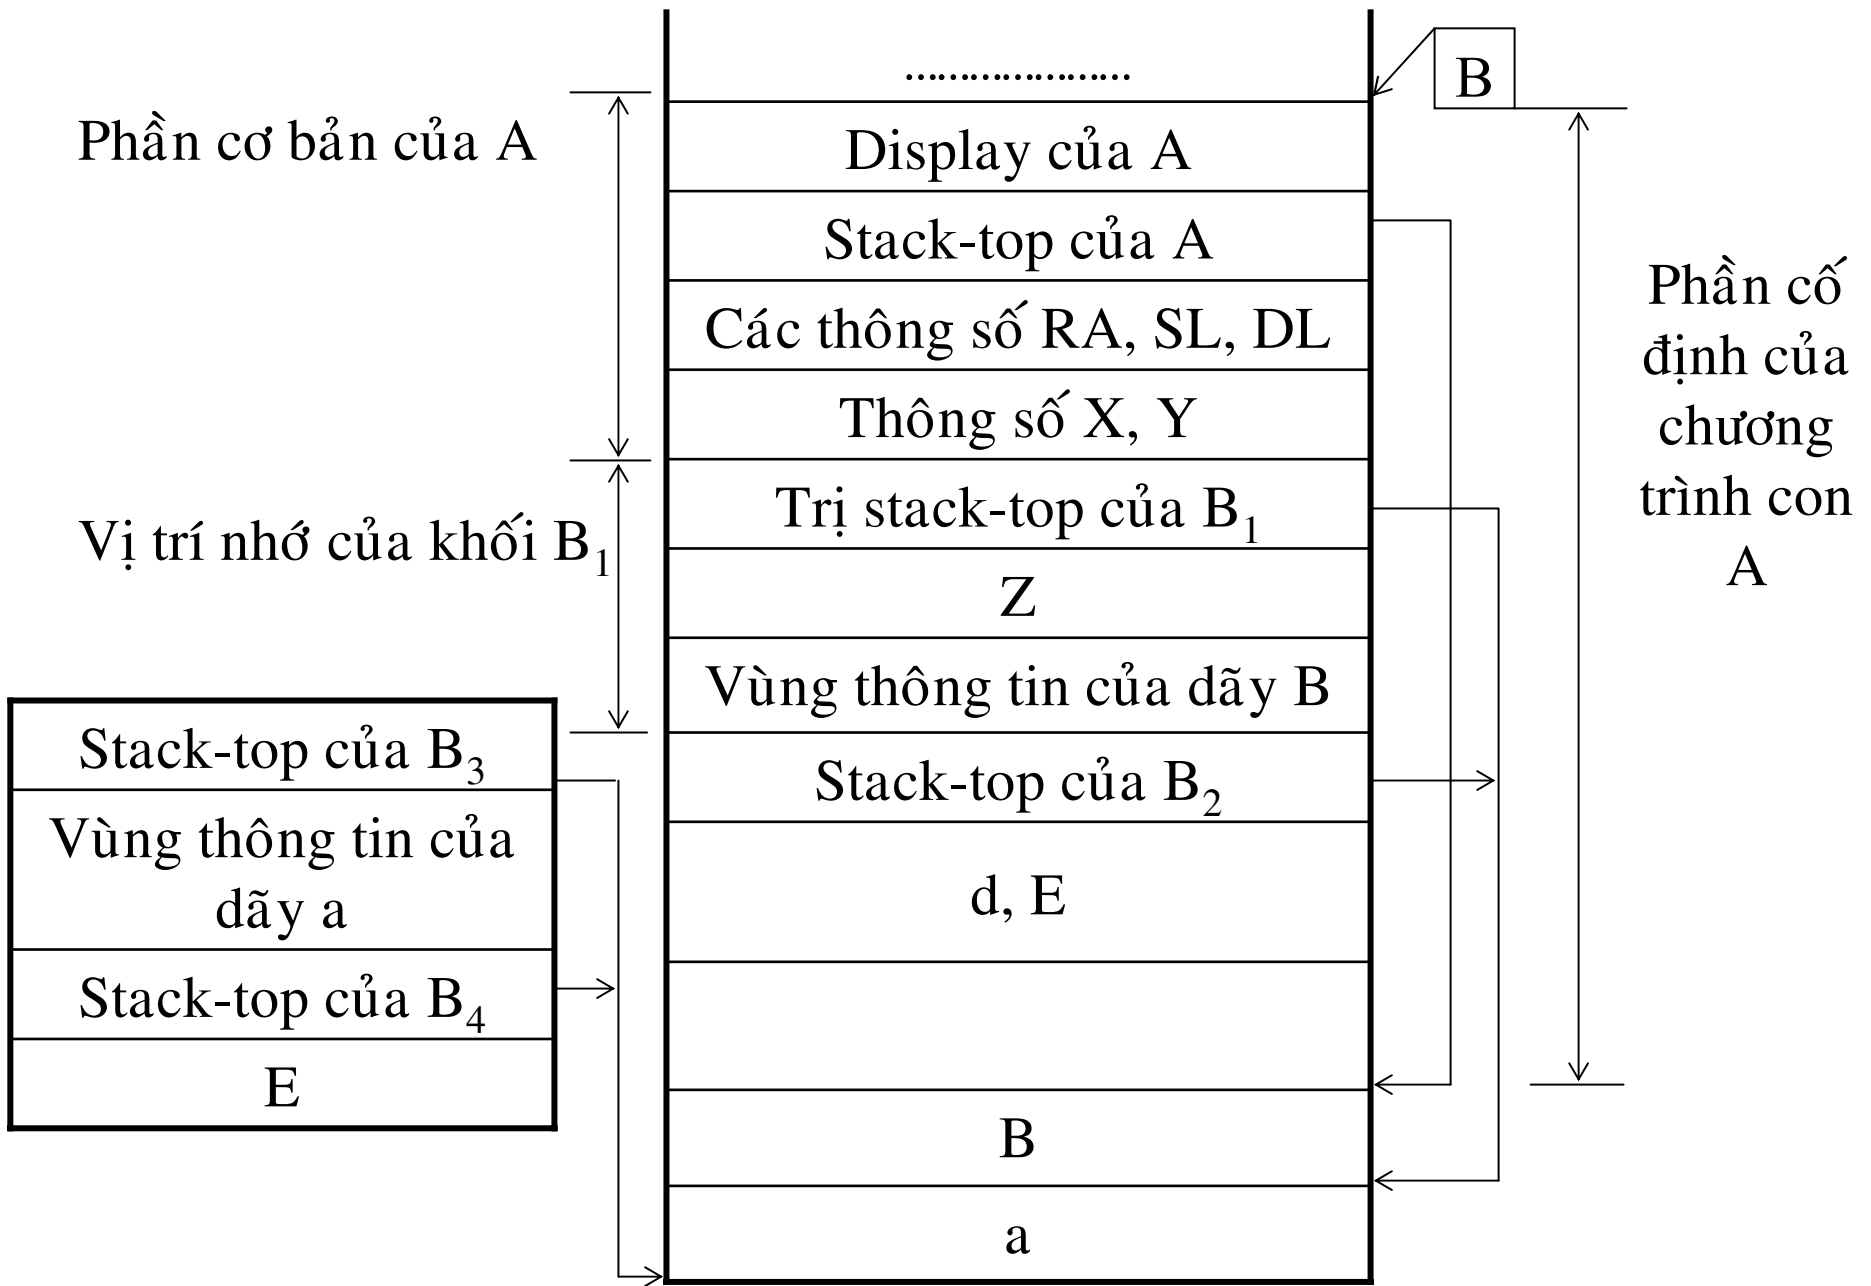 .....................
B
Phần cơ bản của A
Display của A
Stack-top của A
Các thông số RA, SL, DL
Thông số X, Y
Phần cố
định của
chương
trình con
A
Vị trí nhớ của khối B₁
Trị stack-top của B₁
Z
Vùng thông tin của dãy B
Stack-top của B₂
d, E
B
a
Stack-top của B₃
Vùng thông tin của
dãy a
Stack-top của B₄
E